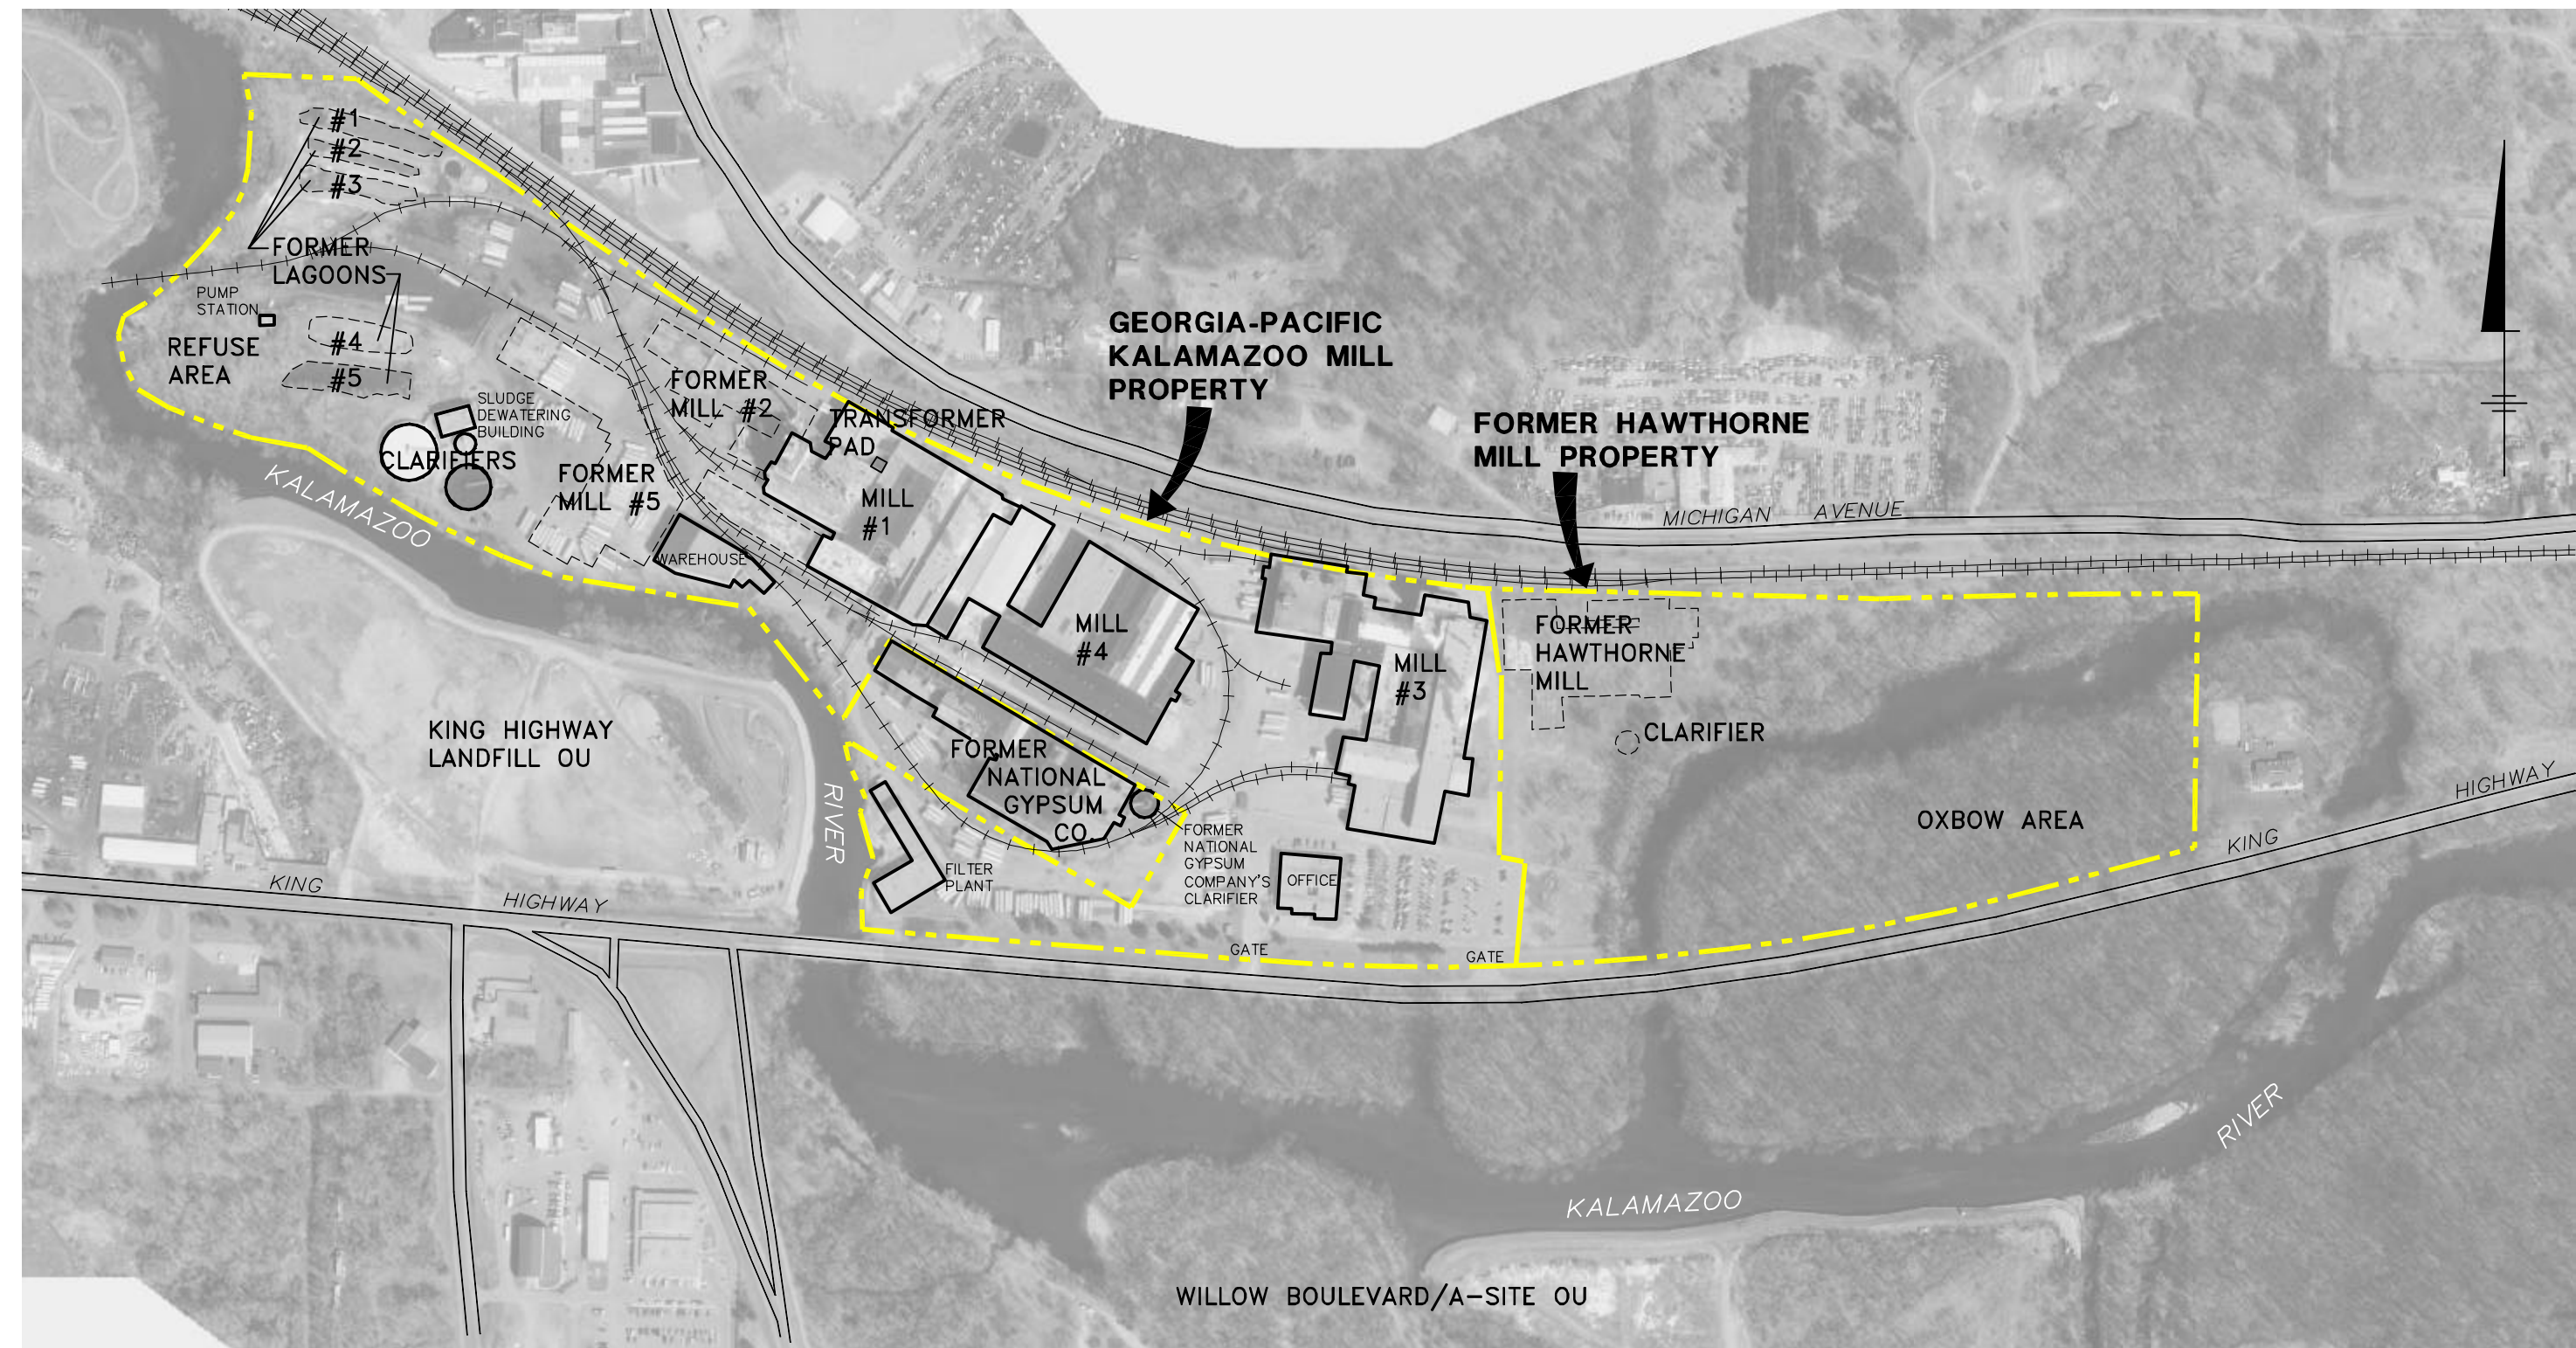 #1
#2
#3
FORMER
LAGOONS
PUMP
STATION
REFUSE
AREA
#4
#5
SLUDGE
DEWATERING
BUILDING
CLARIFIERS
FORMER
MILL #5
FORMER
MILL #2
TRANSFORMER
PAD
MILL
#1
WAREHOUSE
GEORGIA-PACIFIC
KALAMAZOO MILL
PROPERTY
FORMER HAWTHORNE
MILL PROPERTY
MICHIGAN AVENUE
KALAMAZOO
RIVER
MILL
#4
MILL
#3
FORMER
HAWTHORNE
MILL
CLARIFIER
KING HIGHWAY
LANDFILL OU
FORMER
NATIONAL
GYPSUM
CO.
FORMER
NATIONAL
GYPSUM
COMPANY'S
CLARIFIER
FILTER
PLANT
OFFICE
OXBOW AREA
KING
HIGHWAY
KING
HIGHWAY
GATE
GATE
KALAMAZOO
RIVER
WILLOW BOULEVARD/A-SITE OU